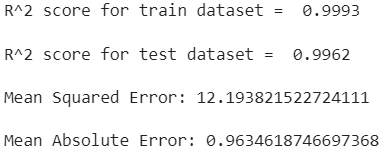 R^2 score for train dataset =  0.9993
R^2 score for test dataset =  0.9962
Mean Squared Error: 12.193821522724111
Mean Absolute Error: 0.9634618746697368